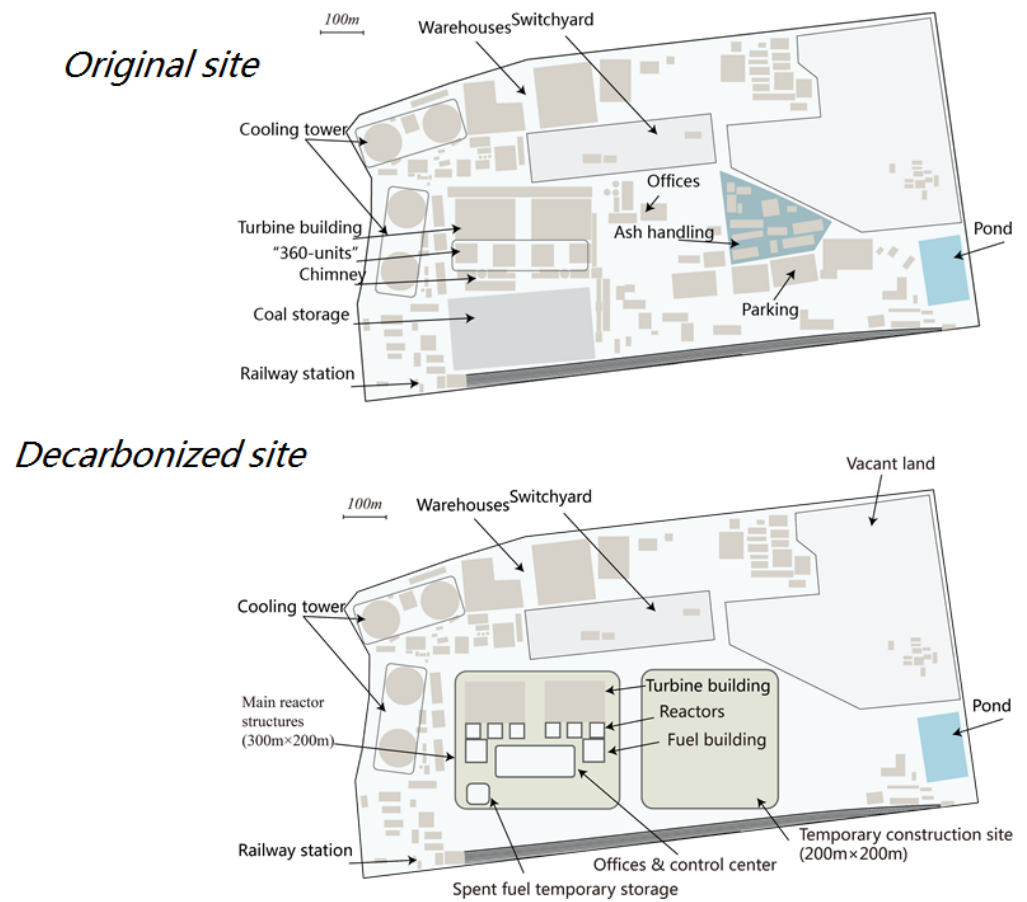 100m
Warehouses
Switchyard
Original site
Cooling tower
Offices
Turbine building
Ash handling
Pond
"360-units"
Chimney
Parking
Coal storage
Railway station
Decarbonized site
Vacant land
100m
Warehouses
Switchyard
Cooling tower
Turbine building
Main reactor
structures
(300m×200m)
Reactors
Pond
Fuel building
Temporary construction site
(200m×200m)
Railway station
Offices & control center
Spent fuel temporary storage